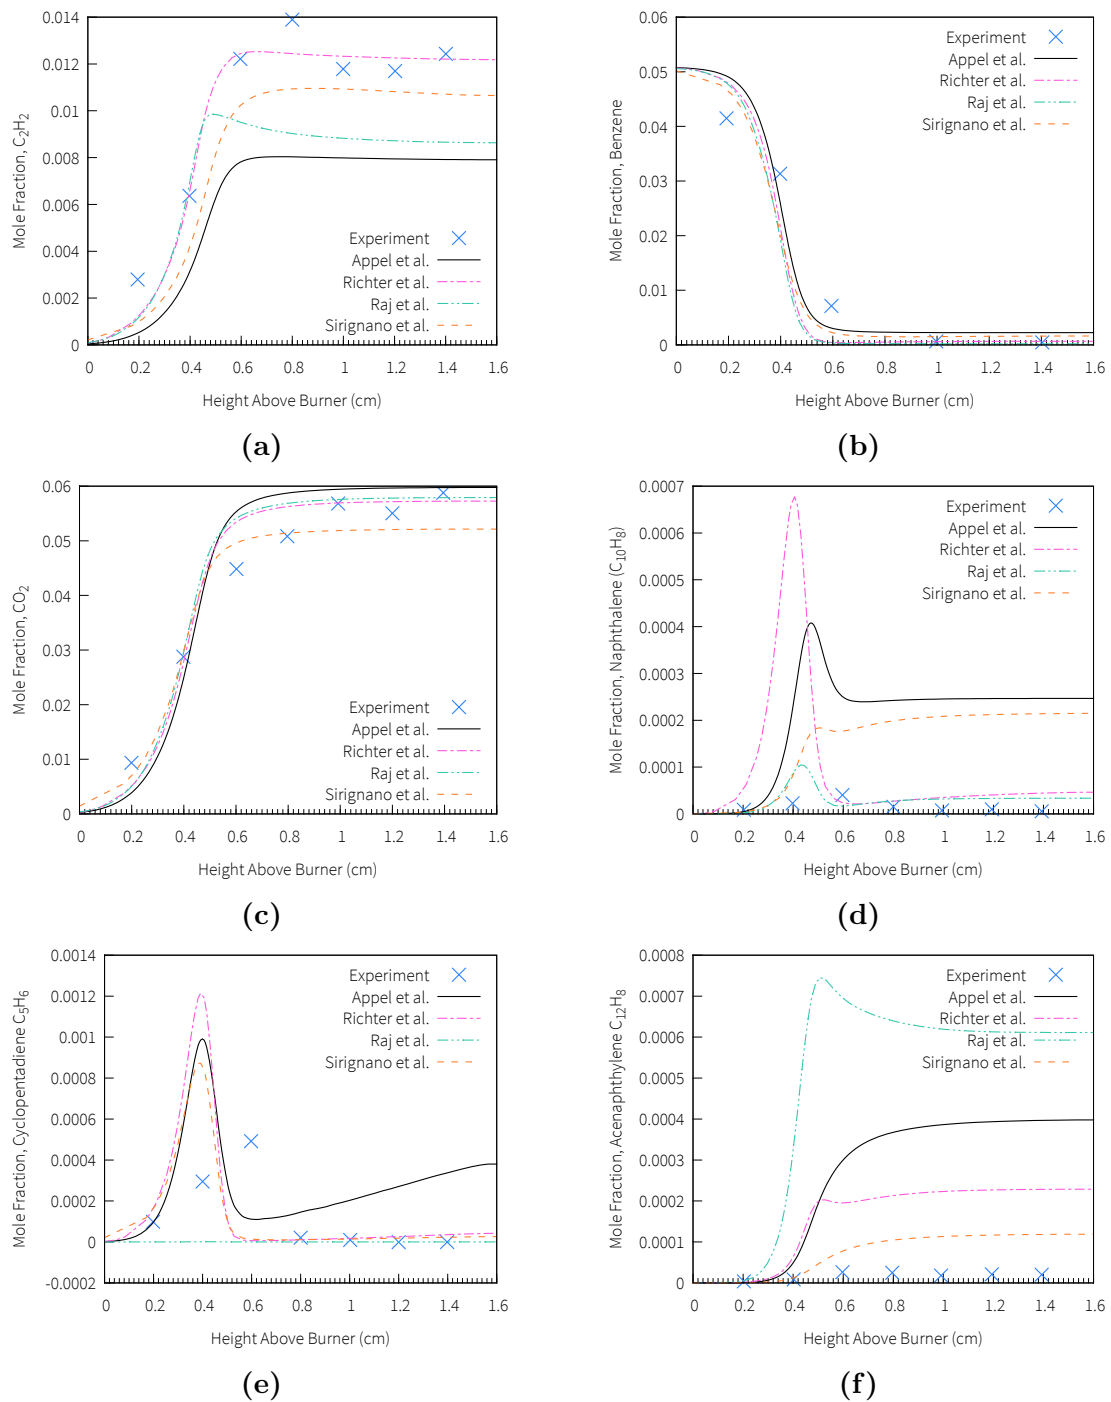 0.014
0.012
0.01
0.008
0.006
0.004
0.002
0
Mole Fraction, C₂H₂
Experiment
Appel et al.
Richter et al.
Raj et al.
Sirignano et al.
0 0.2 0.4 0.6 0.8 1.0 1.2 1.4 1.6
Height Above Burner (cm)
(a)
0.06
0.05
0.04
0.03
0.02
0.01
0
Mole Fraction, Benzene
Experiment
Appel et al.
Richter et al.
Raj et al.
Sirignano et al.
0 0.2 0.4 0.6 0.8 1.0 1.2 1.4 1.6
Height Above Burner (cm)
(b)
0.06
0.05
0.04
0.03
0.02
0.01
0
Mole Fraction, CO₂
Experiment
Appel et al.
Richter et al.
Raj et al.
Sirignano et al.
0 0.2 0.4 0.6 0.8 1 1.2 1.4 1.6
Height Above Burner (cm)
(c)
0.0007
0.0006
0.0005
0.0004
0.0003
0.0002
0.0001
0
Mole Fraction, Naphthalene (C₁₀H₈)
Experiment
Appel et al.
Richter et al.
Raj et al.
Sirignano et al.
0 0.2 0.4 0.6 0.8 1 1.2 1.4 1.6
Height Above Burner (cm)
(d)
0.0014
0.0012
0.001
0.0008
0.0006
0.0004
0.0002
0
-0.0002
Mole Fraction, Cyclopentadiene C₅H₆
Experiment
Appel et al.
Richter et al.
Raj et al.
Sirignano et al.
0 0.2 0.4 0.6 0.8 1 1.2 1.4 1.6
Height Above Burner (cm)
(e)
0.0008
0.0007
0.0006
0.0005
0.0004
0.0003
0.0002
0.0001
0
Mole Fraction, Acenaphthylene C₁₂H₈
Experiment
Appel et al.
Richter et al.
Raj et al.
Sirignano et al.
0 0.2 0.4 0.6 0.8 1 1.2 1.4 1.6
Height Above Burner (cm)
(f)